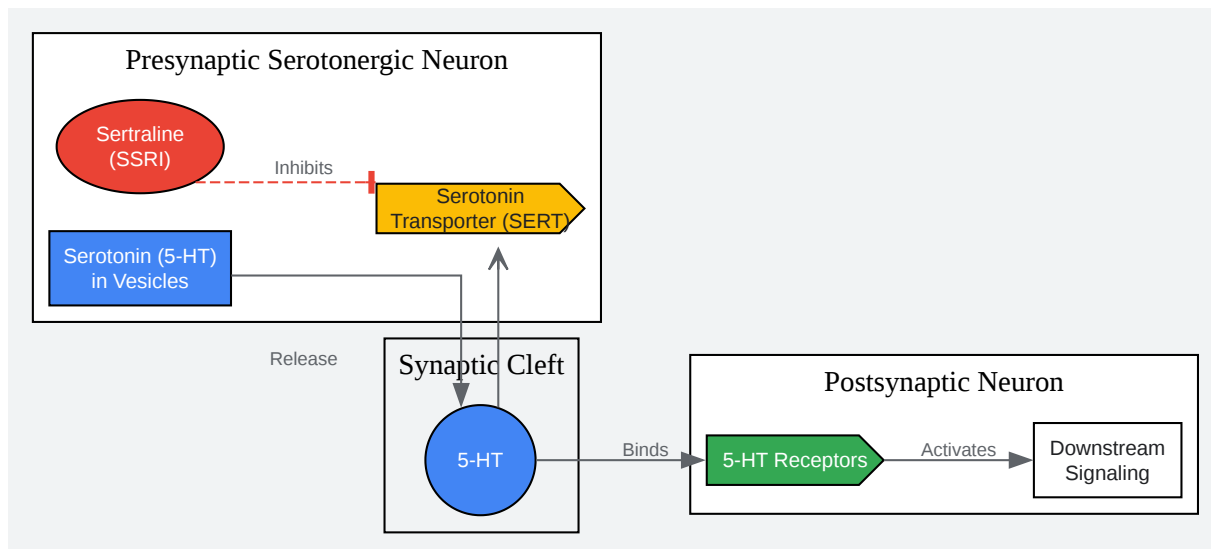 Presynaptic Serotonergic Neuron
Sertraline
(SSRI)
Inhibits
Serotonin
Transporter (SERT)
Serotonin (5-HT)
in Vesicles
Release
Synaptic Cleft
5-HT
Binds
Postsynaptic Neuron
5-HT Receptors
Activates
Downstream
Signaling